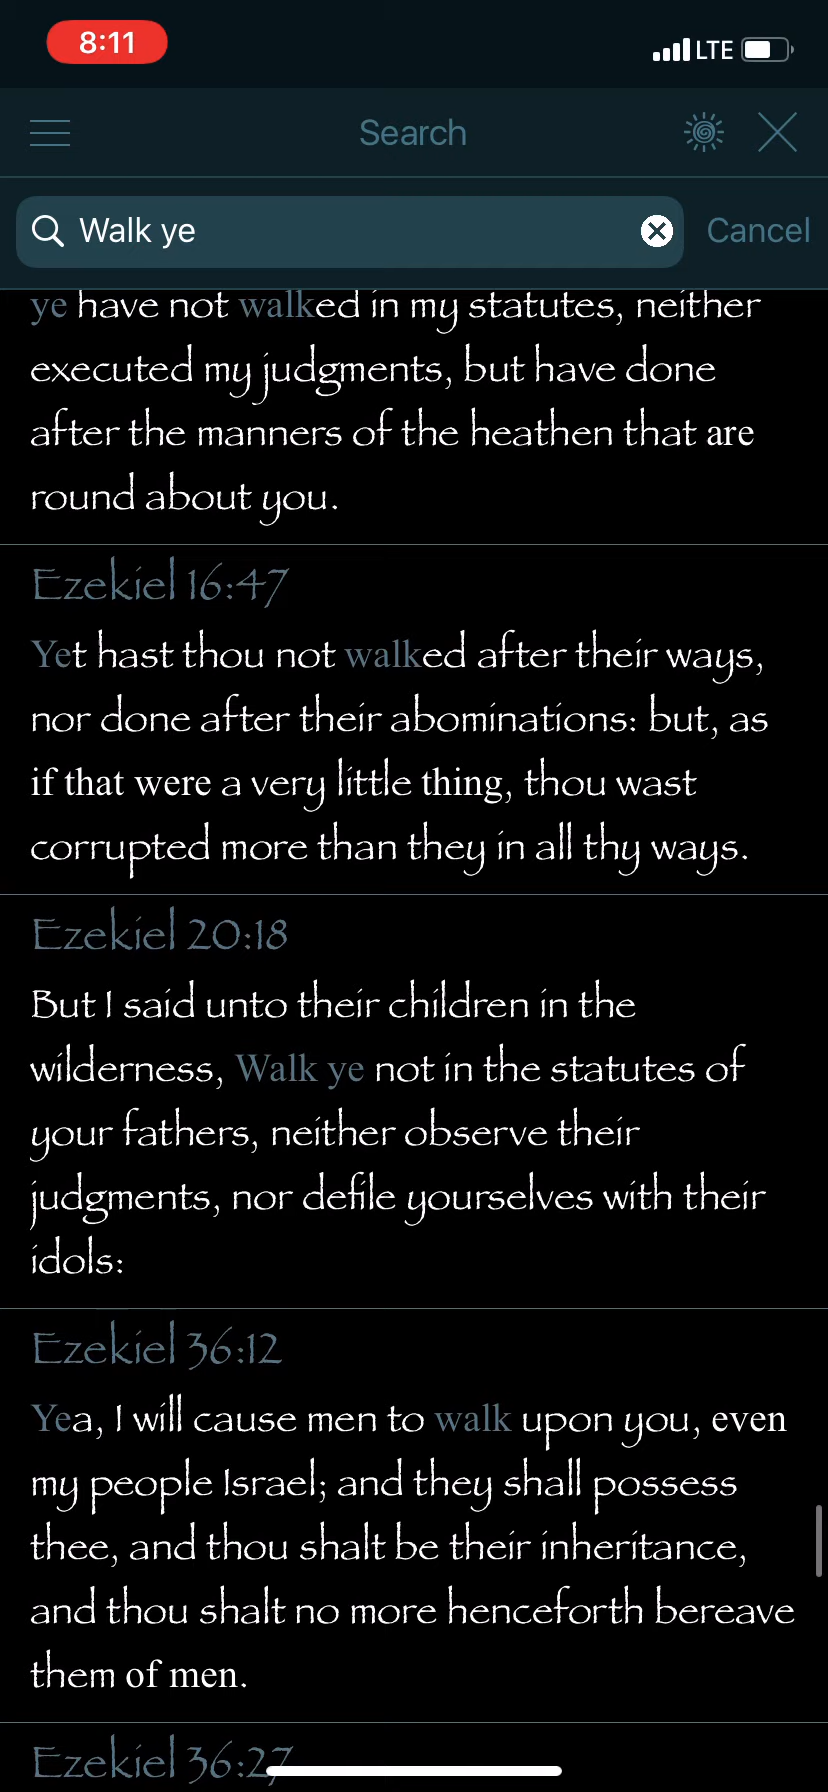 8:11
LTE
Search
Walk ye
Cancel
ye have not walked in my statutes, neither
executed my judgments, but have done
after the manners of the heathen that are
round about you.
Ezekiel 16:47
Yet hast thou not walked after their ways,
nor done after their abominations: but, as
if that were a very little thing, thou wast
corrupted more than they in all thy ways.
Ezekiel 20:18
But I said unto their children in the
wilderness, Walk ye not in the statutes of
your fathers, neither observe their
judgments, nor defile yourselves with their
idols:
Ezekiel 36:12
Yea, I will cause men to walk upon you, even
my people Israel; and they shall possess
thee, and thou shalt be their inheritance,
and thou shalt no more henceforth bereave
them of men.
Ezekiel 36:27